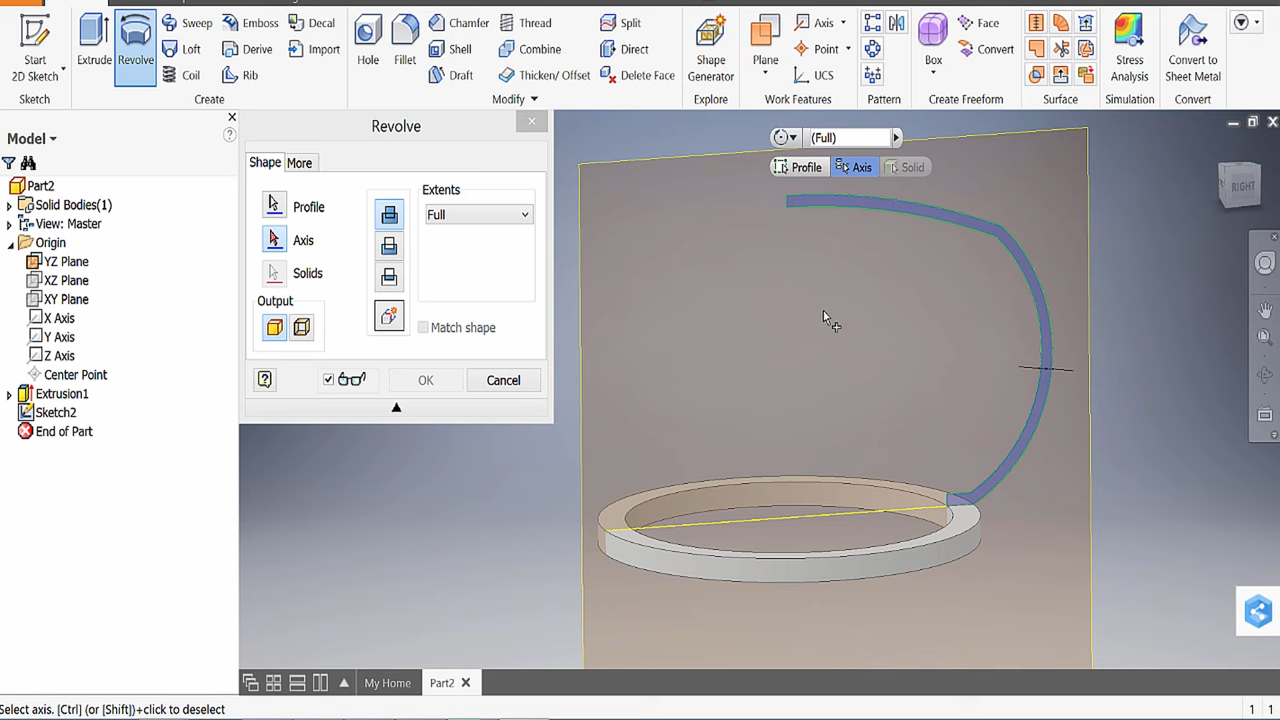 Start
2D Sketch
Extrude
Revolve
Sweep
Loft
Coil
Emboss
Derive
Rib
Decal
Import
Hole
Fillet
Chamfer
Shell
Draft
Thread
Combine
Thicken/ Offset
Split
Direct
Delete Face
Shape
Generator
Plane
Axis
Point
UCS
Box
Face
Convert
Stress
Analysis
Convert to
Sheet Metal
Sketch
Create
Modify
Explore
Work Features
Pattern
Create Freeform
Surface
Simulation
Convert
Model
Part2
Solid Bodies(1)
View: Master
Origin
YZ Plane
XZ Plane
XY Plane
X Axis
Y Axis
Z Axis
Center Point
Extrusion1
Sketch2
End of Part
Revolve
Shape
More
Profile
Axis
Solids
Output
Extents
Full
Match shape
OK
Cancel
(Full)
Profile
Axis
Solid
RIGHT
My Home
Part2
Select axis. [Ctrl] (or [Shift])+click to deselect
1
1